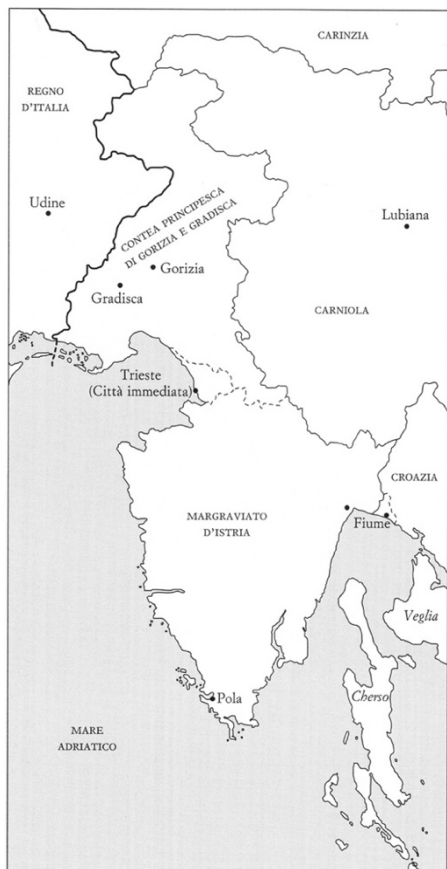 CARINZIA
REGNO
D'ITALIA
Udine
CONTEA PRINCIPESCA
DI GORIZIA E GRADISCA
Lubiana
Gorizia
Gradisca
CARNIOLA
Trieste
(Città immediata)
CROAZIA
MARGRAVIATO
D'ISTRIA
Fiume
Veglia
Cherso
Pola
MARE
ADRIATICO